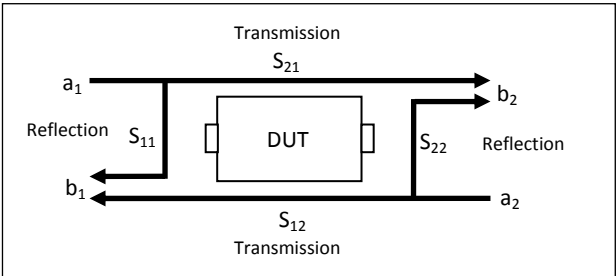 Transmission
S21
a1
b2
Reflection
S11
DUT
S22
Reflection
b1
a2
S12
Transmission